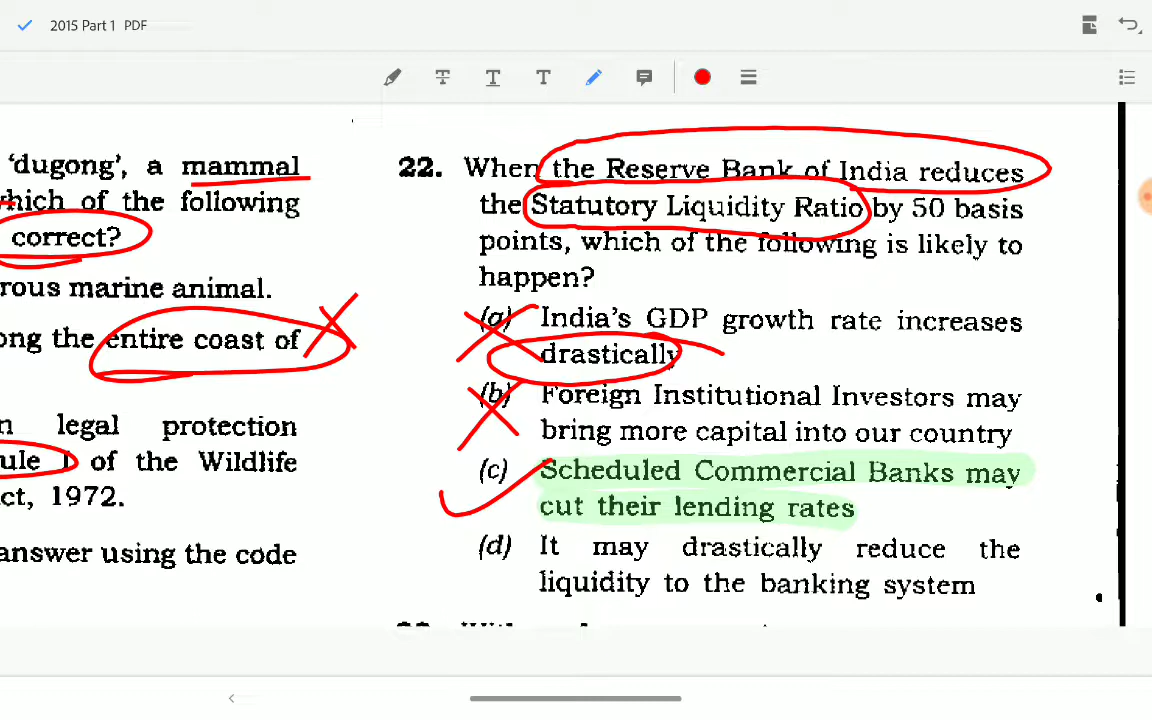 2015 Part 1 PDF
'dugong', a mammal
which of the following
correct?
rous marine animal.
ong the entire coast of
n legal protection
ule I of the Wildlife
ct, 1972.
answer using the code
22. When the Reserve Bank of India reduces
the Statutory Liquidity Ratio by 50 basis
points, which of the following is likely to
happen?
(a) India's GDP growth rate increases
drastically
(b) Foreign Institutional Investors may
bring more capital into our country
(c) Scheduled Commercial Banks may
cut their lending rates
(d) It may drastically reduce the
liquidity to the banking system